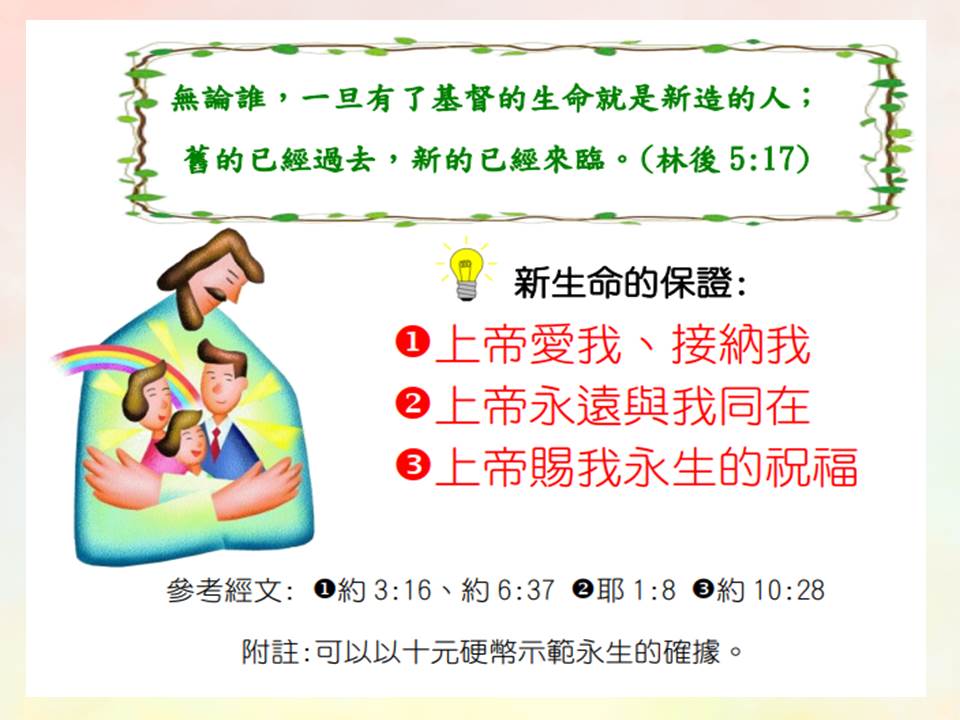 無論誰，一旦有了基督的生命就是新造的人；
舊的已經過去，新的已經來臨。(林後 5:17)
新生命的保證:
❶上帝愛我、接納我
❷上帝永遠與我同在
❸上帝賜我永生的祝福
參考經文: ❶約 3:16、約 6:37 ❷耶 1:8 ❸約 10:28
附註:可以以十元硬幣示範永生的確據。